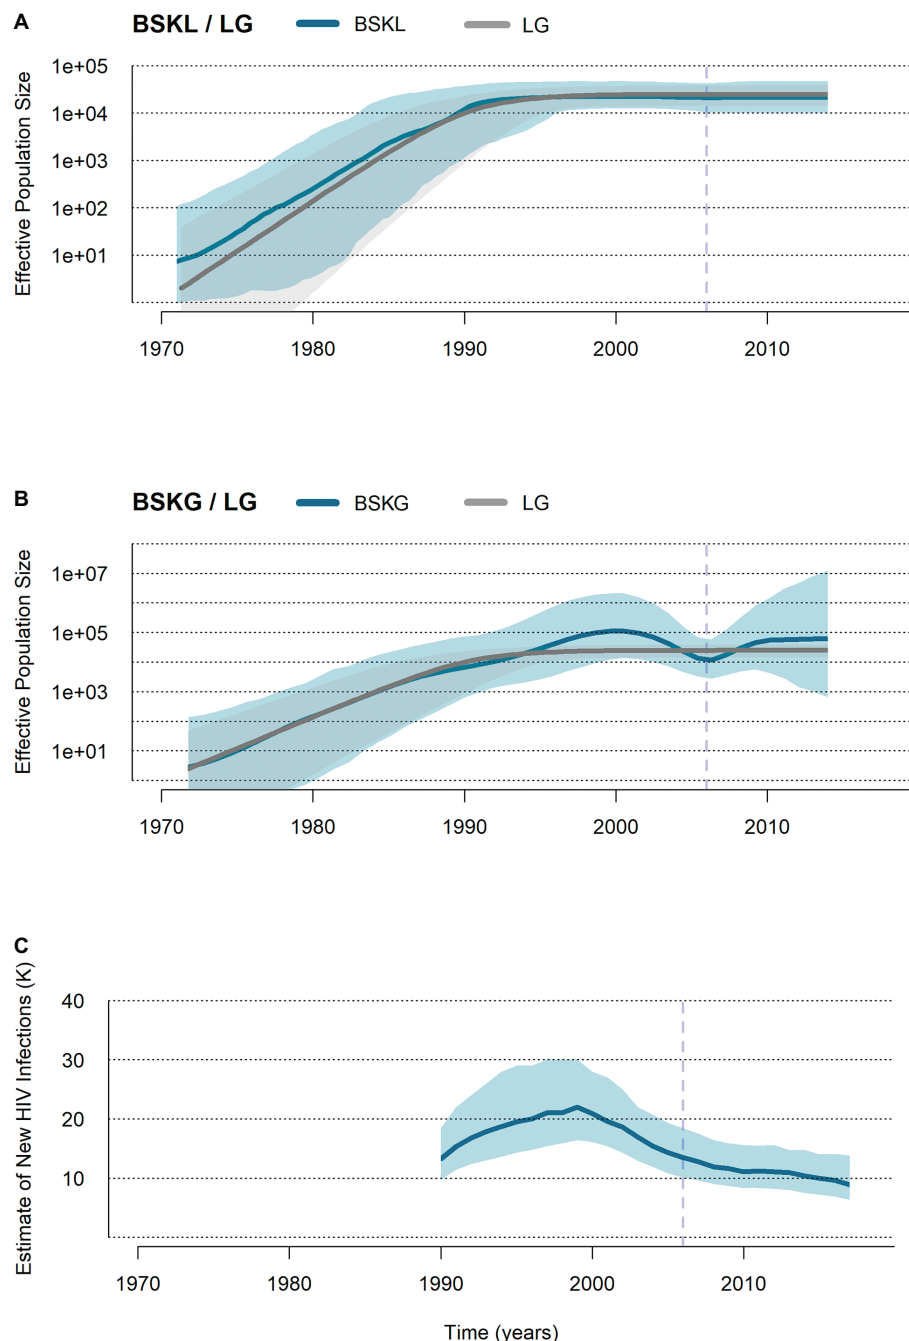 A
BSKL / LG BSKL LG
Effective Population Size
1e+05
1e+04
1e+03
1e+02
1e+01
1970 1980 1990 2000 2010
B
BSKG / LG BSKG LG
Effective Population Size
1e+07
1e+05
1e+03
1e+01
1970 1980 1990 2000 2010
C
Estimate of New HIV Infections (K)
40
30
20
10
1970 1980 1990 2000 2010
Time (years)